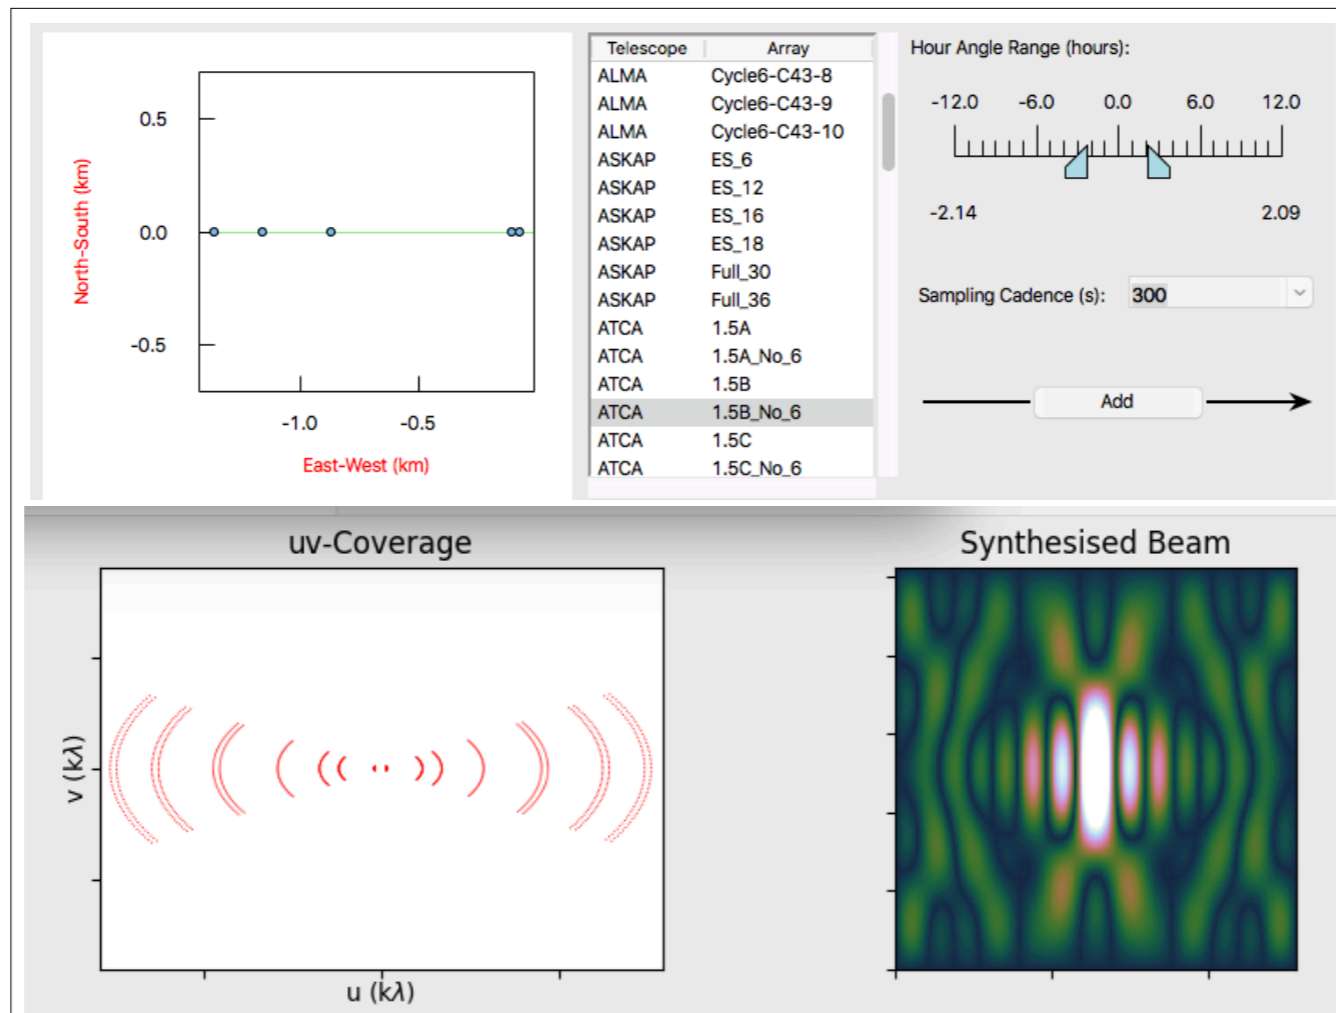 0.5
0.0
-0.5
North-South (km)
-1.0 -0.5
East-West (km)
Telescope Array
ALMA Cycle6-C43-8
ALMA Cycle6-C43-9
ALMA Cycle6-C43-10
ASKAP ES_6
ASKAP ES_12
ASKAP ES_16
ASKAP ES_18
ASKAP Full_30
ASKAP Full_36
ATCA 1.5A
ATCA 1.5A_No_6
ATCA 1.5B
ATCA 1.5B_No_6
ATCA 1.5C
ATCA 1.5C_No_6
Hour Angle Range (hours):
-12.0 -6.0 0.0 6.0 12.0
-2.14 2.09
Sampling Cadence (s): 300
Add
uv-Coverage
v (kλ)
u (kλ)
Synthesised Beam